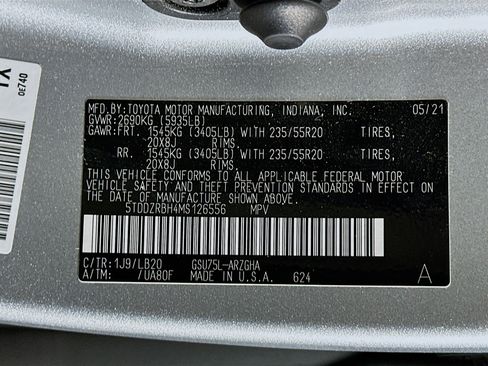 MFD.BY:TOYOTA MOTOR MANUFACTURING, INDIANA, INC. 05/21
GVWR:2690KG (5935LB)
GAWR:FRT. 1545KG (3405LB) WITH 235/55R20 TIRES,
20X8J RIMS.
RR. 1545KG (3405LB) WITH 235/55R20 TIRES,
20X8J RIMS.
THIS VEHICLE CONFORMS TO ALL APPLICABLE FEDERAL MOTOR
VEHICLE SAFETY AND THEFT PREVENTION STANDARDS IN
EFFECT ON THE DATE OF MANUFACTURE SHOWN ABOVE.
5TDDZRBH4MS126556 MPV
C/TR:1J9/LB20 GSU75L-ARZGHA
A/TM: /UA80F MADE IN U.S.A. 624 A
0E740